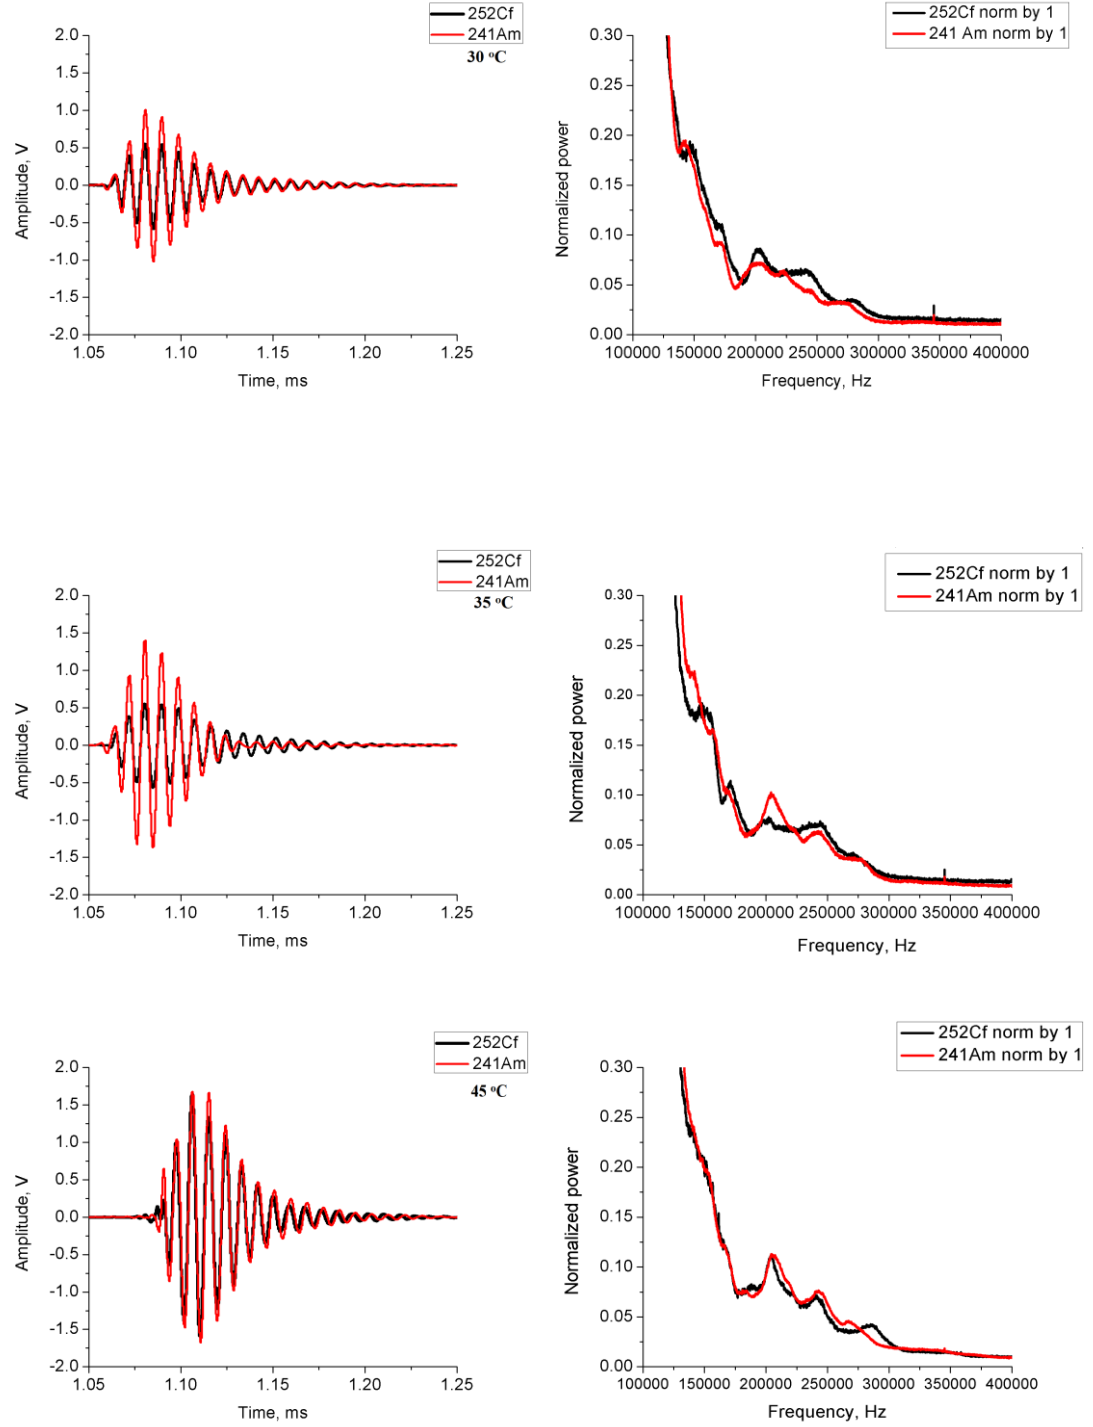 252Cf
241Am
30 °C
2.0
1.5
1.0
0.5
0.0
-0.5
-1.0
-1.5
-2.0
Amplitude, V
1.05 1.10 1.15 1.20 1.25
Time, ms
252Cf norm by 1
241 Am norm by 1
0.30
0.25
0.20
0.15
0.10
0.05
0.00
Normalized power
100000 150000 200000 250000 300000 350000 400000
Frequency, Hz
252Cf
241Am
35 °C
2.0
1.5
1.0
0.5
0.0
-0.5
-1.0
-1.5
-2.0
Amplitude, V
1.05 1.10 1.15 1.20 1.25
Time, ms
252Cf norm by 1
241Am norm by 1
0.30
0.25
0.20
0.15
0.10
0.05
0.00
Normalized power
100000 150000 200000 250000 300000 350000 400000
Frequency, Hz
252Cf
241Am
45 °C
2.0
1.5
1.0
0.5
0.0
-0.5
-1.0
-1.5
-2.0
Amplitude, V
1.05 1.10 1.15 1.20 1.25
Time, ms
252Cf norm by 1
241Am norm by 1
0.30
0.25
0.20
0.15
0.10
0.05
0.00
Normalized power
100000 150000 200000 250000 300000 350000 400000
Frequency, Hz